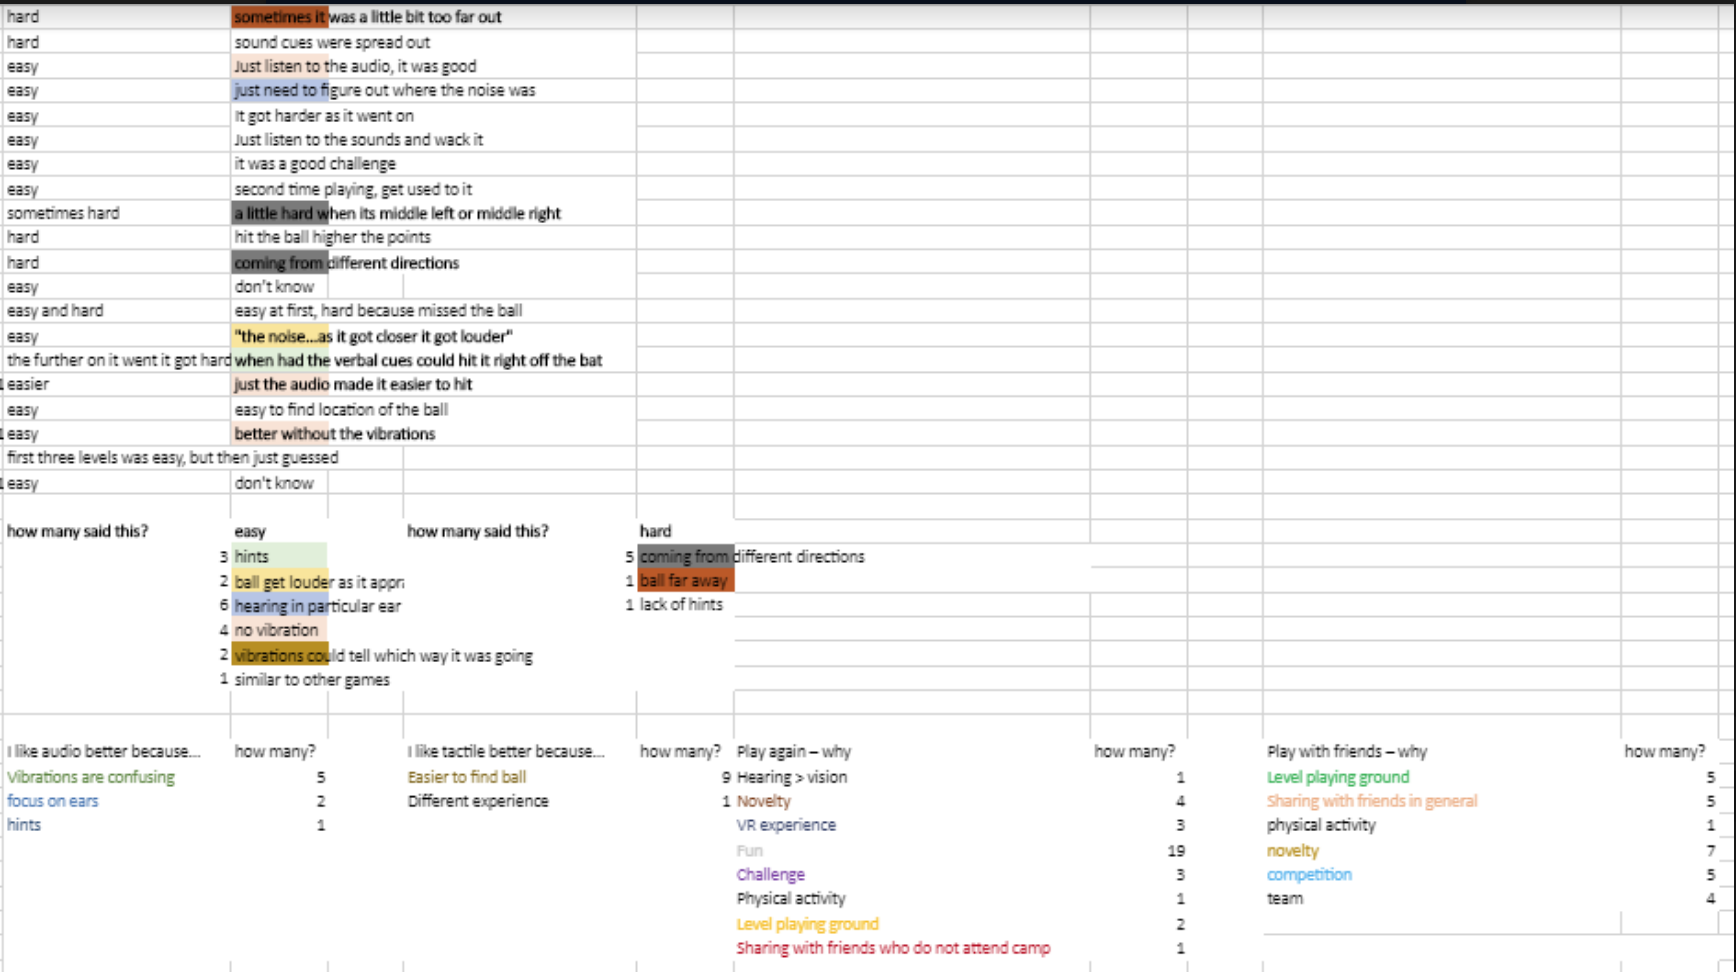 hard sometimes it was a little bit too far out
hard sound cues were spread out
easy Just listen to the audio, it was good
easy just need to figure out where the noise was
easy It got harder as it went on
easy Just listen to the sounds and wack it
easy it was a good challenge
easy second time playing, get used to it
sometimes hard a little hard when its middle left or middle right
hard hit the ball higher the points
hard coming from different directions
easy don't know
easy and hard easy at first, hard because missed the ball
easy "the noise...as it got closer it got louder"
the further on it went it got hard when had the verbal cues could hit it right off the bat
easier just the audio made it easier to hit
easy easy to find location of the ball
easy better without the vibrations
first three levels was easy, but then just guessed
easy don't know
how many said this? easy how many said this? hard
3 hints 5 coming from different directions
2 ball get louder as it appr 1 ball far away
6 hearing in particular ear 1 lack of hints
4 no vibration
2 vibrations could tell which way it was going
1 similar to other games
I like audio better because... how many? I like tactile better because... how many? Play again – why how many? Play with friends – why how many?
Vibrations are confusing 5 Easier to find ball 9 Hearing > vision 1 Level playing ground 5
focus on ears 2 Different experience 1 Novelty 4 Sharing with friends in general 5
hints 1 VR experience 3 physical activity 1
Fun 19 novelty 7
Challenge 3 competition 5
Physical activity 1 team 4
Level playing ground 2
Sharing with friends who do not attend camp 1